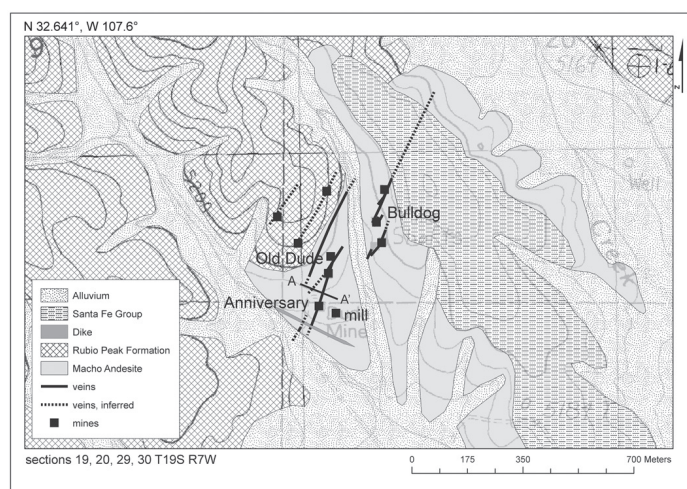 N 32.641°, W 107.6°
9
20
5169
N
Well
Bulldog
Old Dude
A
A'
Anniversary
mill
Mine
Creek
Alluvium
Santa Fe Group
Dike
Rubio Peak Formation
Macho Andesite
veins
veins, inferred
mines
sections 19, 20, 29, 30 T19S R7W
0 175 350 700 Meters